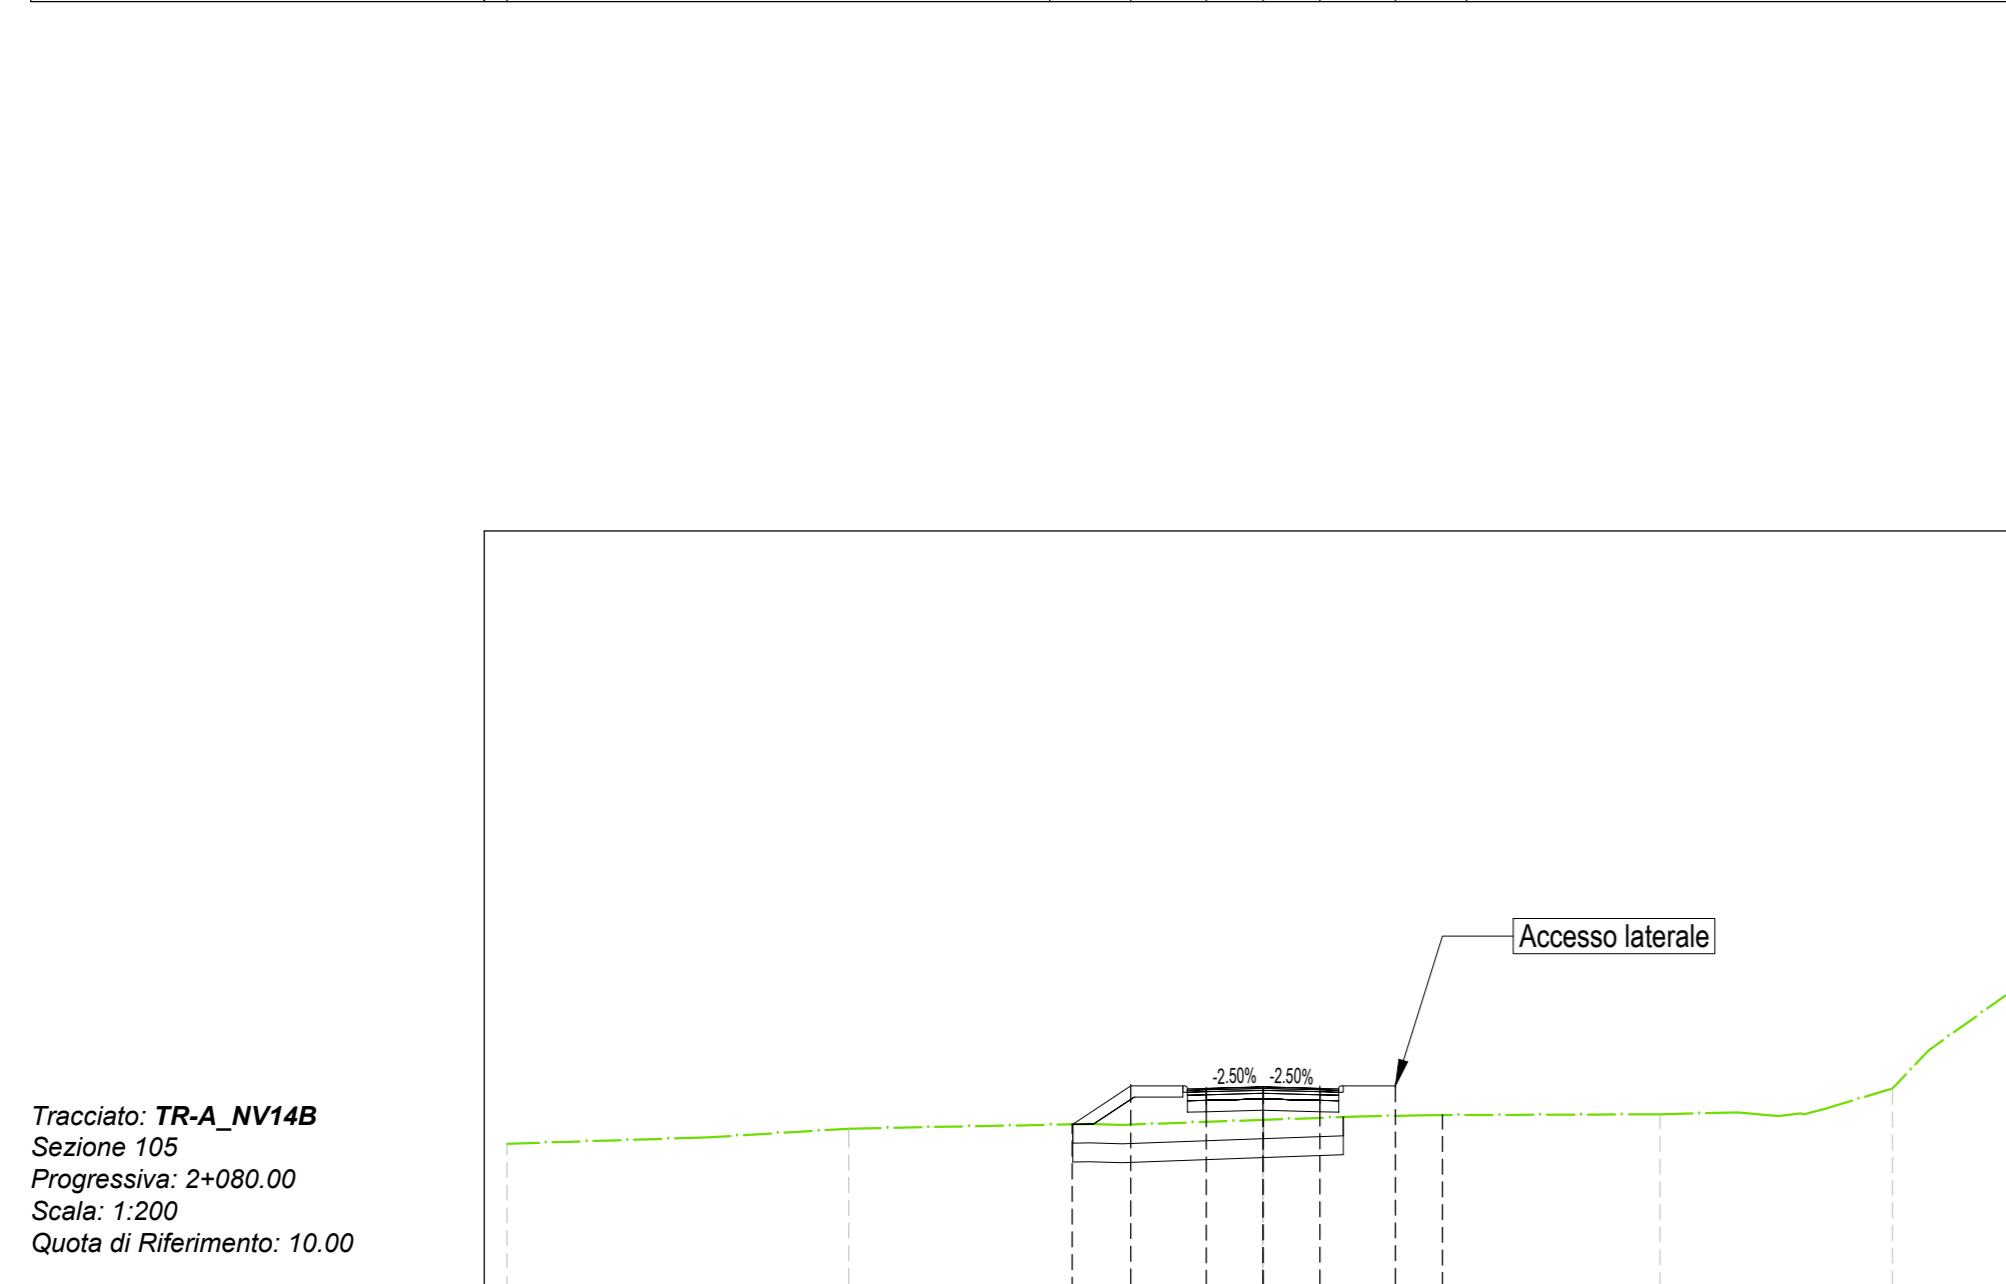 Accesso laterale
-2.50% -2.50%
Tracciato: TR-A_NV14B
Sezione 105
Progressiva: 2+080.00
Scala: 1:200
Quota di Riferimento: 10.00